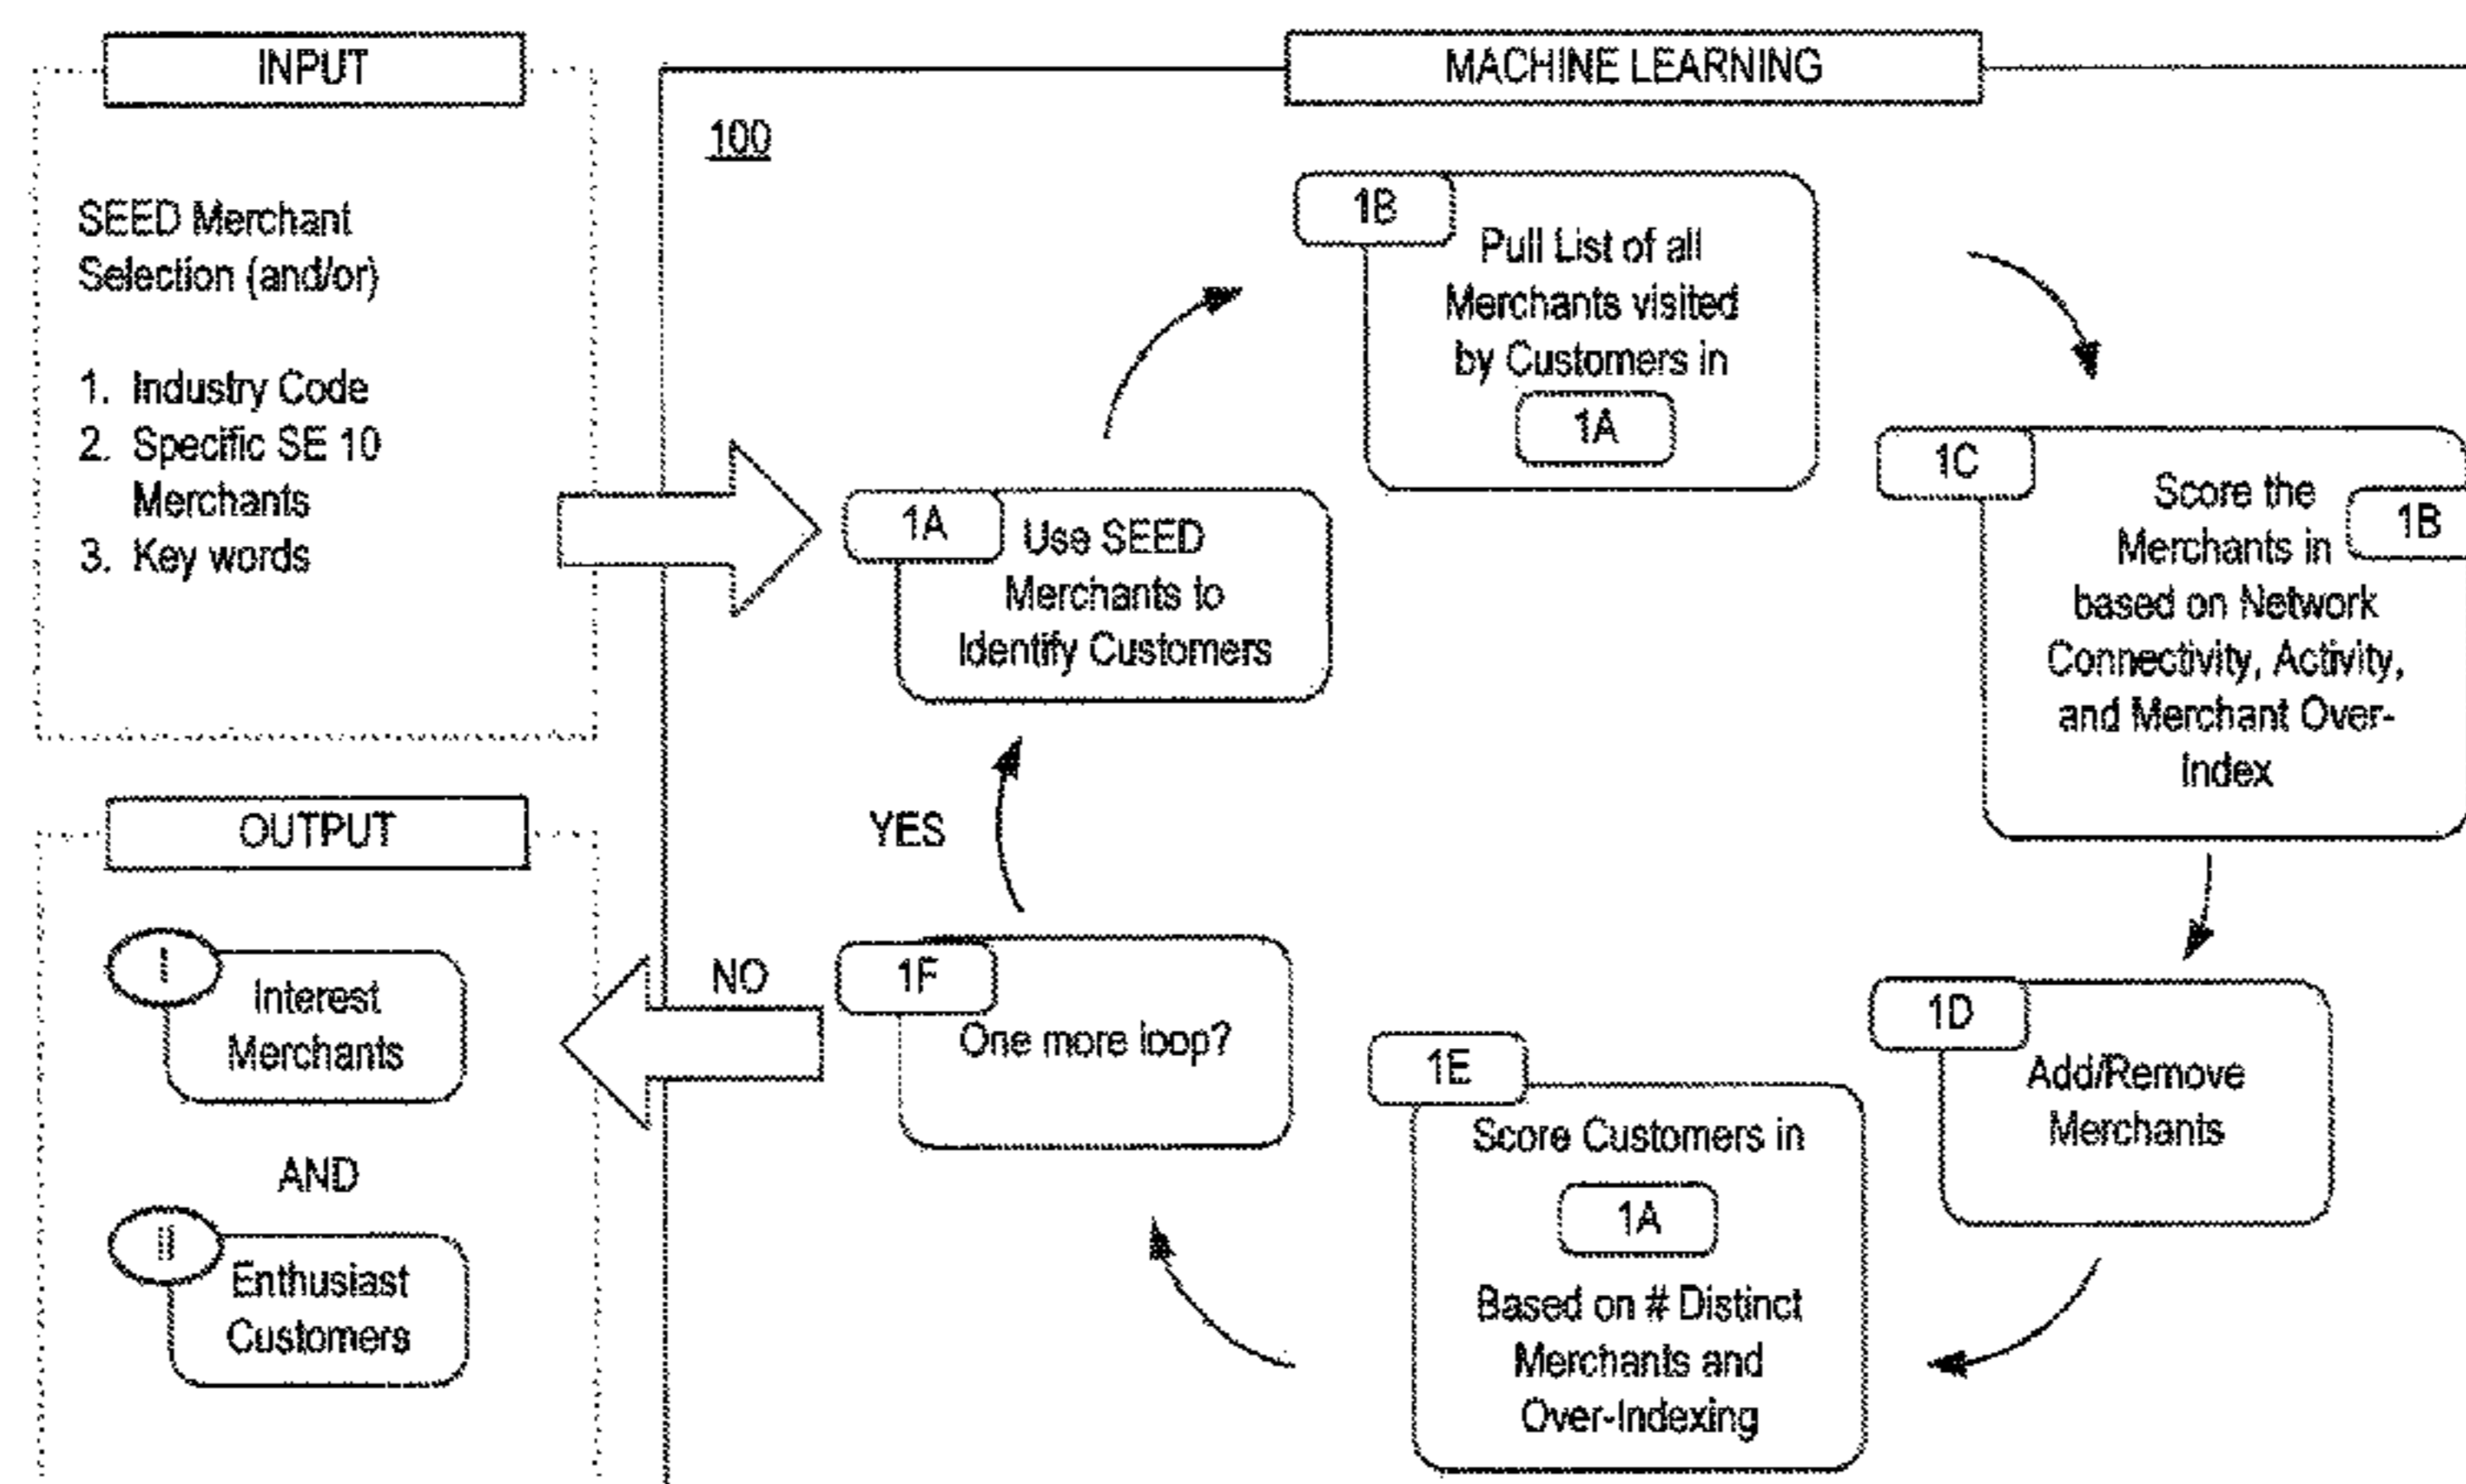 INPUT
SEED Merchant
Selection (and/or)
1. Industry Code
2. Specific SE 10
Merchants
3. Key words
OUTPUT
I
Interest
Merchants
AND
II
Enthusiast
Customers
MACHINE LEARNING
100
1A
Use SEED
Merchants to
Identify Customers
1B
Pull List of all
Merchants visited
by Customers in
1A
1C
Score the
Merchants in 1B
based on Network
Connectivity, Activity,
and Merchant Over-
Index
1D
Add/Remove
Merchants
1E
Score Customers in
1A
Based on # Distinct
Merchants and
Over-Indexing
1F
One more loop?
YES
NO